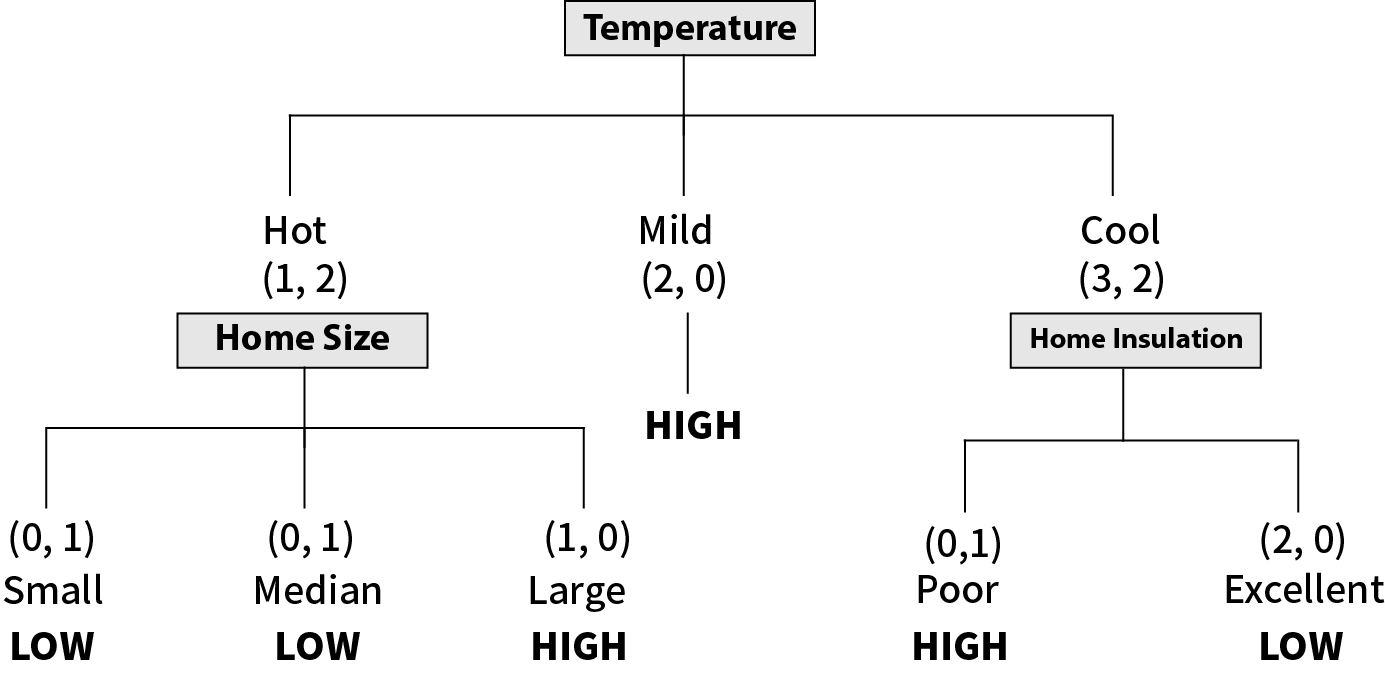 Temperature
Hot
(1, 2)
Mild
(2, 0)
Cool
(3, 2)
Home Size
Home Insulation
HIGH
(0, 1)
Small
LOW
(0, 1)
Median
LOW
(1, 0)
Large
HIGH
(0,1)
Poor
HIGH
(2, 0)
Excellent
LOW